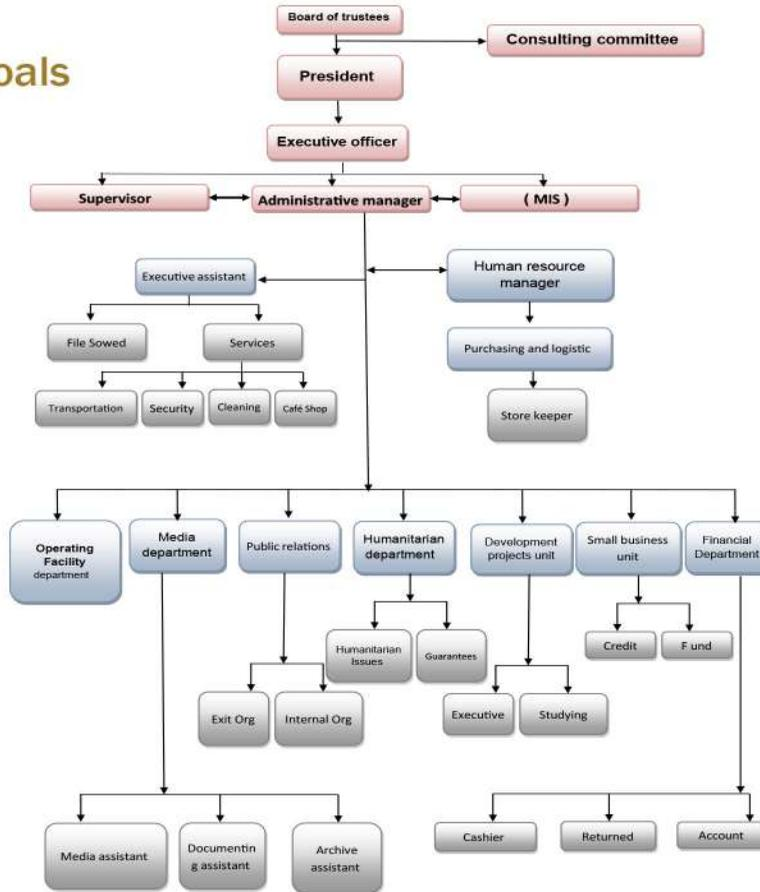 Board of trustees
Consulting committee
oals
President
Executive officer
Supervisor
Administrative manager
( MIS )
Executive assistant
Human resource
manager
File Sowed
Services
Purchasing and logistic
Transportation
Security
Cleaning
Café Shop
Store keeper
Operating
Facility
department
Media
department
Public relations
Humanitarian
department
Development
projects unit
Small business
unit
Financial
Department
Humanitarian
Issues
Guarantees
Credit
F und
Exit Org
Internal Org
Executive
Studying
Media assistant
Documentin
g assistant
Archive
assistant
Cashier
Returned
Account